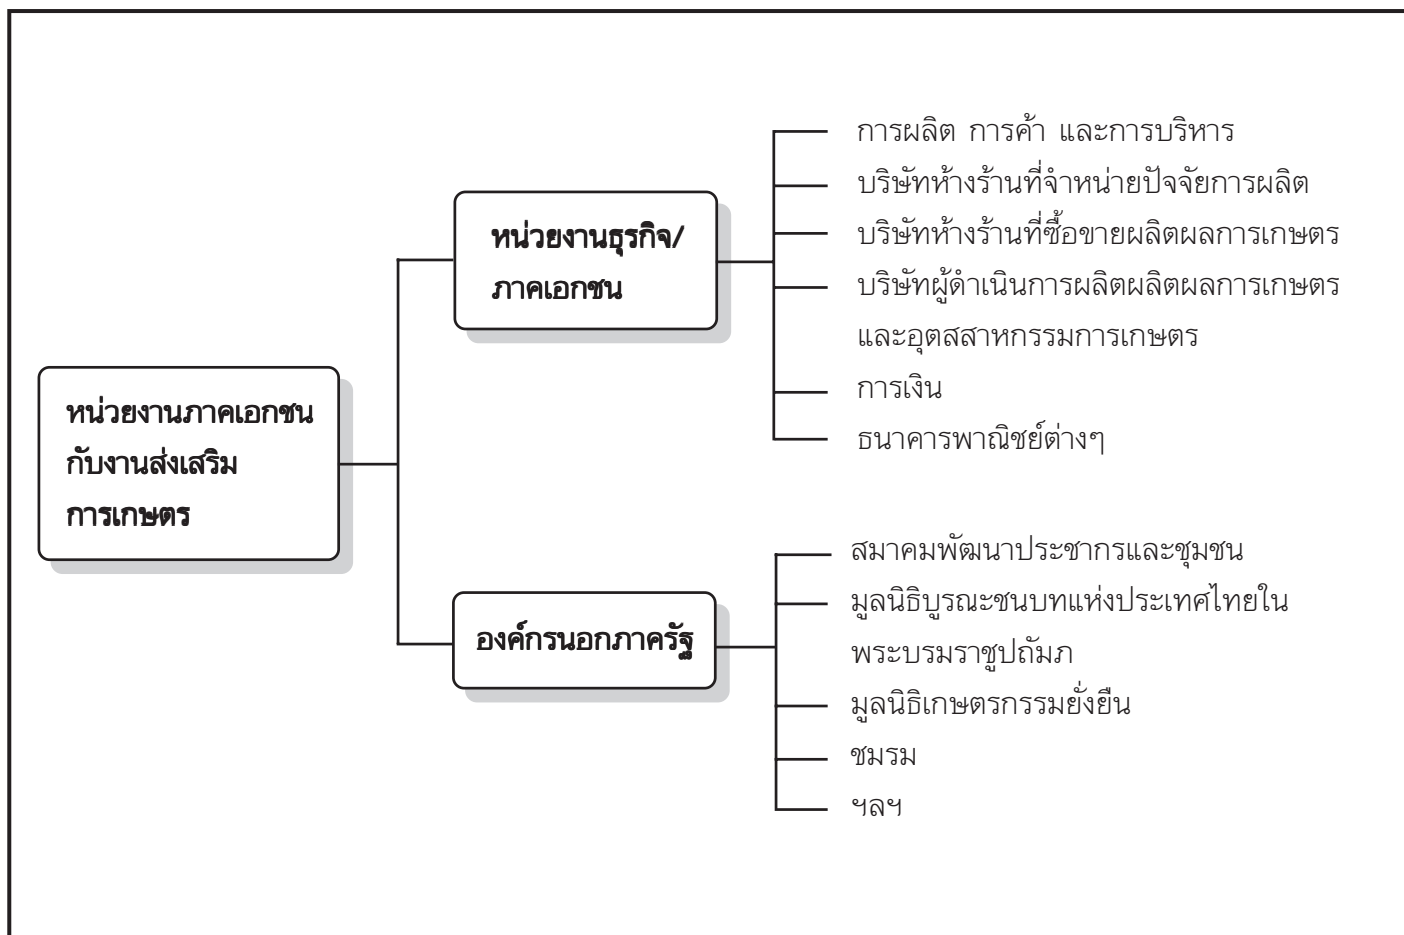 หน่วยงานภาคเอกชน
กับงานส่งเสริม
การเกษตร
หน่วยงานธุรกิจ/
ภาคเอกชน
การผลิต การค้า และการบริหาร
บริษัทห้างร้านที่จำหน่ายปัจจัยการผลิต
บริษัทห้างร้านที่ซื้อขายผลิตผลการเกษตร
บริษัทผู้ดำเนินการผลิตผลิตผลการเกษตร
และอุตสสาหกรรมการเกษตร
การเงิน
ธนาคารพาณิชย์ต่างๆ
องค์กรนอกภาครัฐ
สมาคมพัฒนาประชากรและชุมชน
มูลนิธิบูรณะชนบทแห่งประเทศไทยใน
พระบรมราชูปถัมภ
มูลนิธิเกษตรกรรมยั่งยืน
ชมรม
ฯลฯ